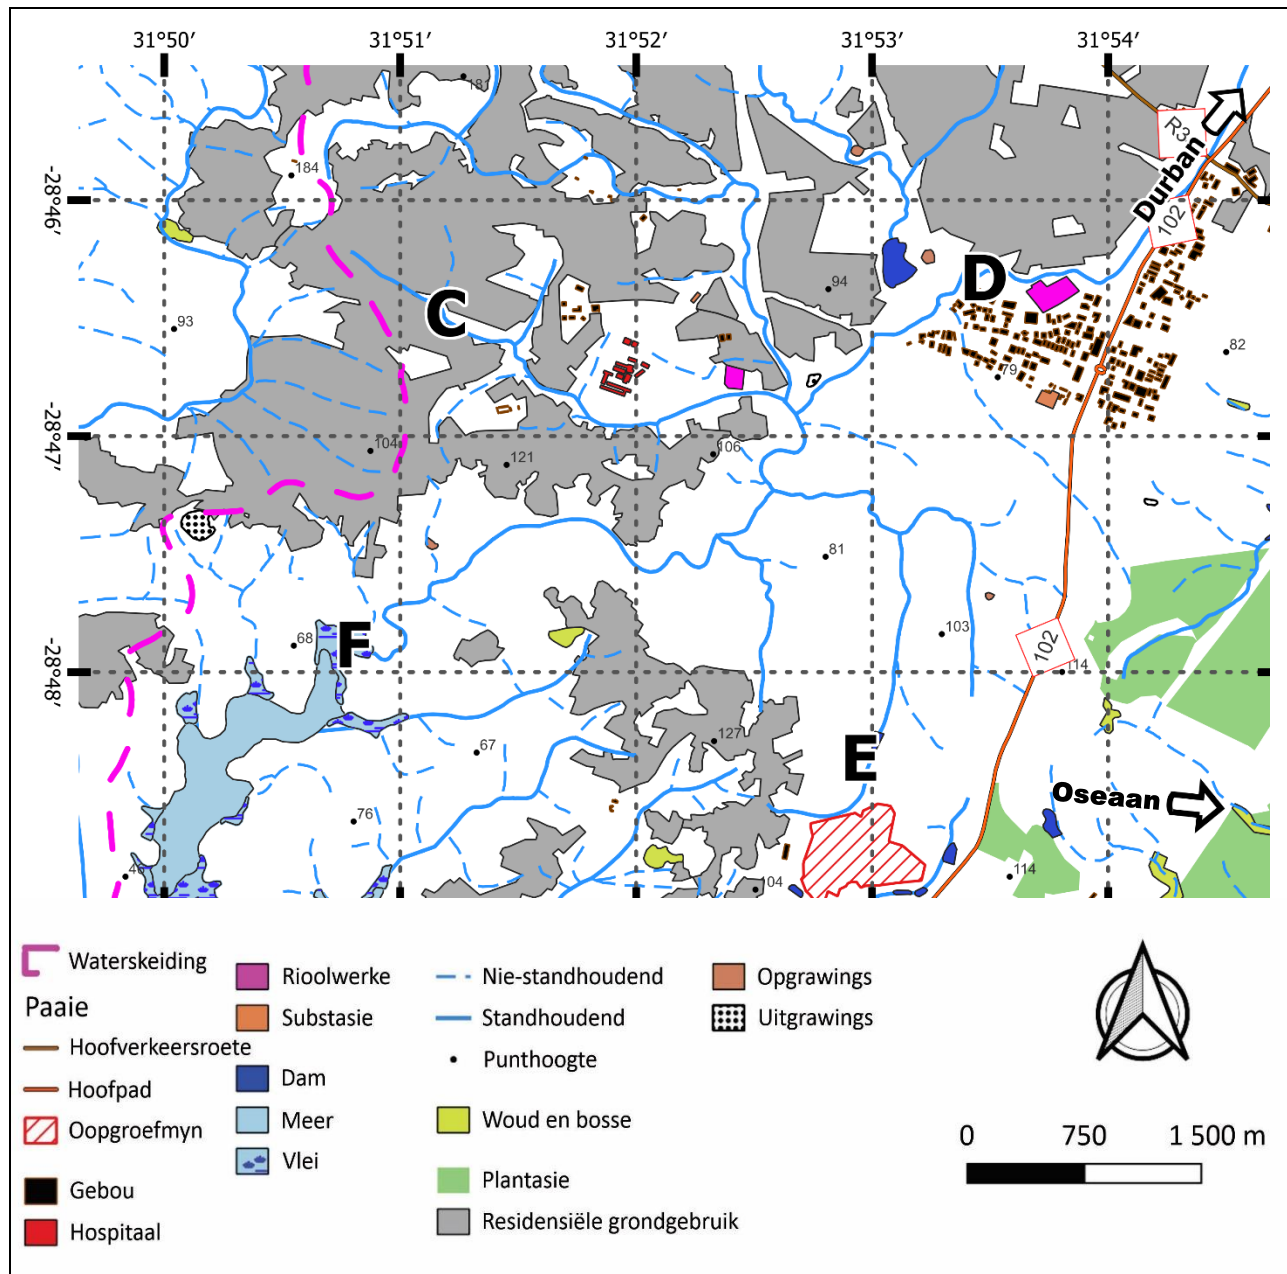 31°50′ 31°51′ 31°52′ 31°53′ 31°54′
181
R3
184
Durban
-28°46′
102
D
94
C
93
82
79
-28°47′
104
121
106
81
103
68
F
102
114
-28°48′
127
67
E
Oseaan
76
46
104
114
Waterskeiding
Paaie
Hoofverkeersroete
Hoofpad
Oopgroefmyn
Gebou
Hospitaal
Rioolwerke
Substasie
Dam
Meer
Vlei
Nie-standhoudend
Standhoudend
Punthoogte
Woud en bosse
Plantasie
Residensiële grondgebruik
Opgrawings
Uitgrawings
0 750 1 500 m